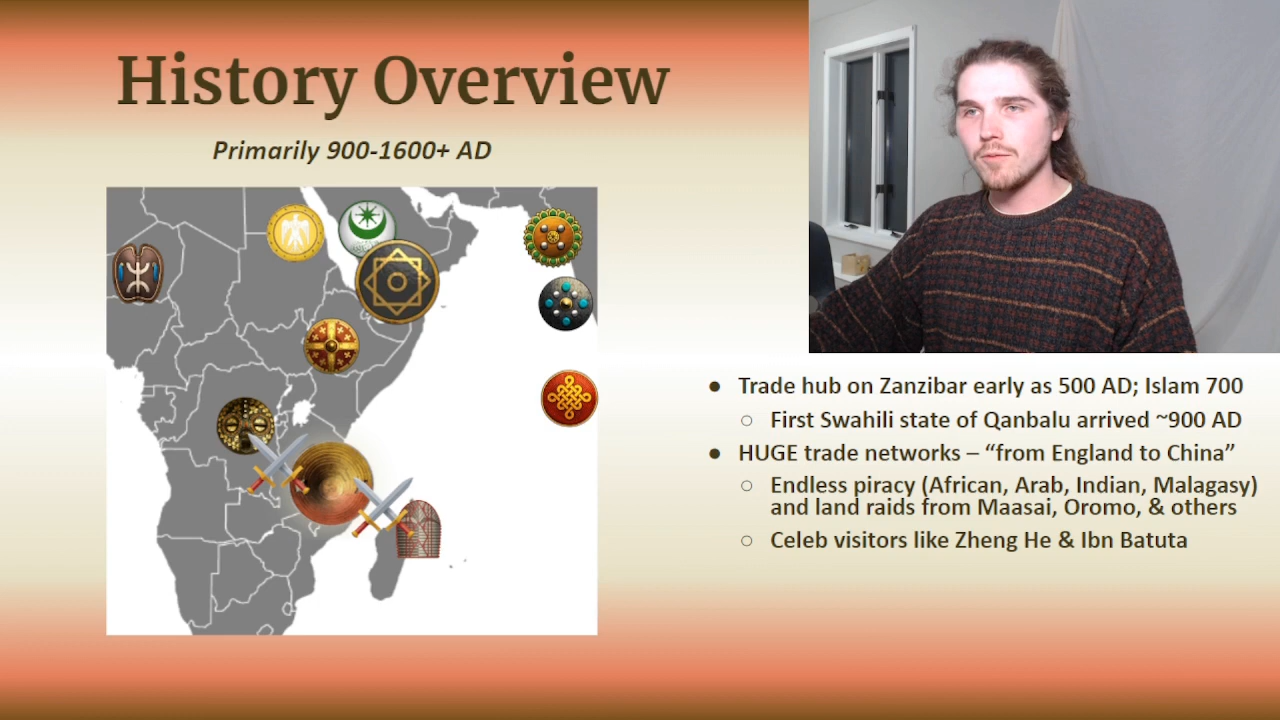 History Overview
Primarily 900-1600+ AD
● Trade hub on Zanzibar early as 500 AD; Islam 700
○ First Swahili state of Qanbalu arrived ~900 AD
● HUGE trade networks – “from England to China”
○ Endless piracy (African, Arab, Indian, Malagasy)
and land raids from Maasai, Oromo, & others
○ Celeb visitors like Zheng He & Ibn Batuta